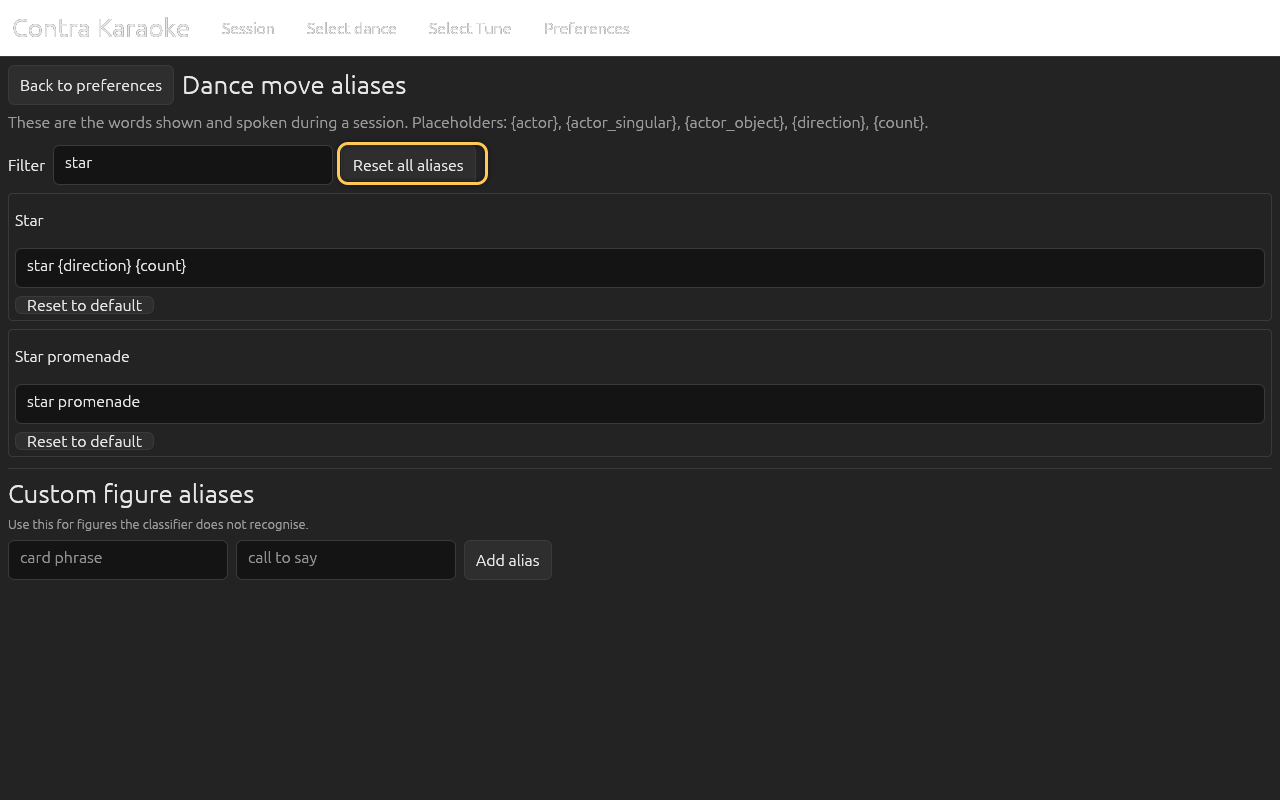 Contra Karaoke Session Select dance Select Tune Preferences
Back to preferences Dance move aliases
These are the words shown and spoken during a session. Placeholders: {actor}, {actor_singular}, {actor_object}, {direction}, {count}.
Filter star Reset all aliases
Star
star {direction} {count}
Reset to default
Star promenade
star promenade
Reset to default
Custom figure aliases
Use this for figures the classifier does not recognise.
card phrase call to say Add alias